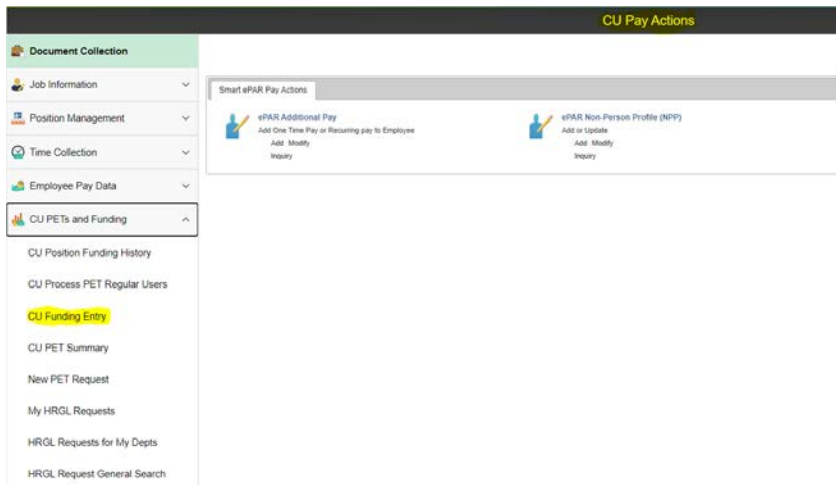 CU Pay Actions
Document Collection
Job Information
Position Management
Time Collection
Employee Pay Data
CU PETs and Funding
CU Position Funding History
CU Process PET Regular Users
CU Funding Entry
CU PET Summary
New PET Request
My HRGL Requests
HRGL Requests for My Depts
HRGL Request General Search
Smart ePAR Pay Actions
ePAR Additional Pay
Add One Time Pay or Recurring pay to Employee
Add Modify
Inquiry
ePAR Non-Person Profile (NPP)
Add or Update
Add Modify
Inquiry